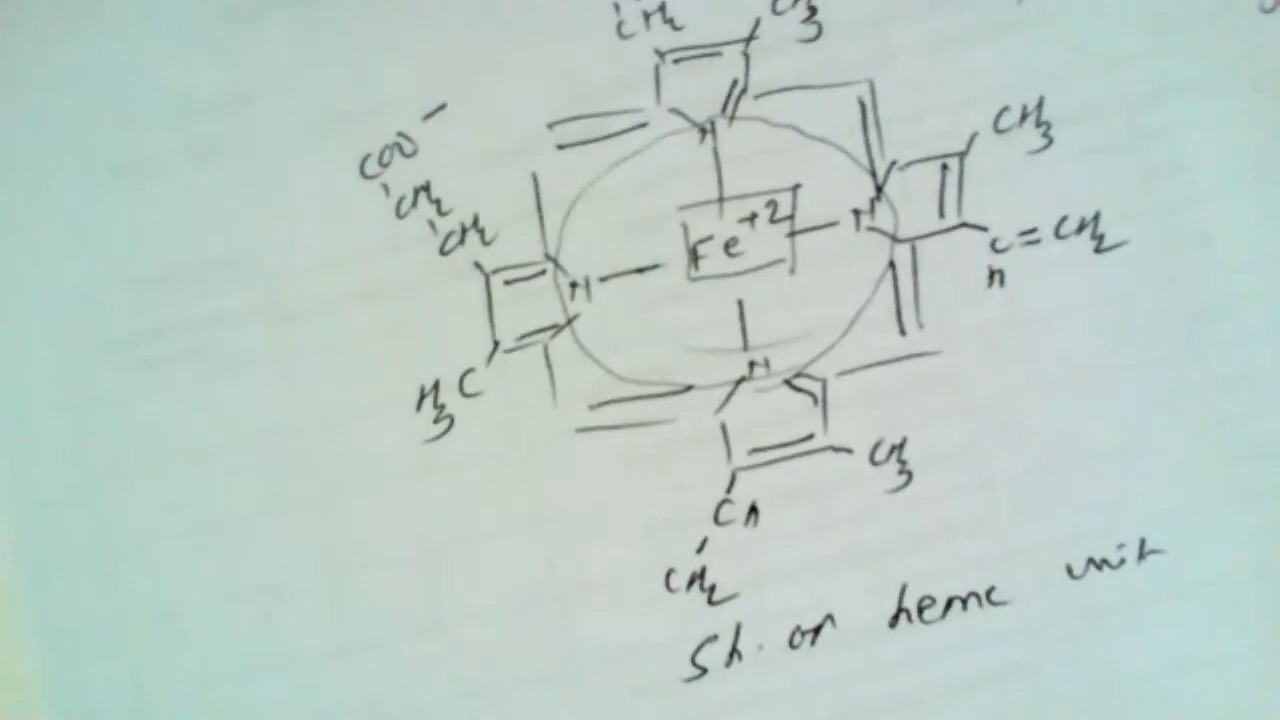 CH2 CH3
COO-
CH2
CH2
CH3
N
Fe+2
N
C=CH2
H
N
H3C
N
CH3
CH
CH2
Sh. of heme unit